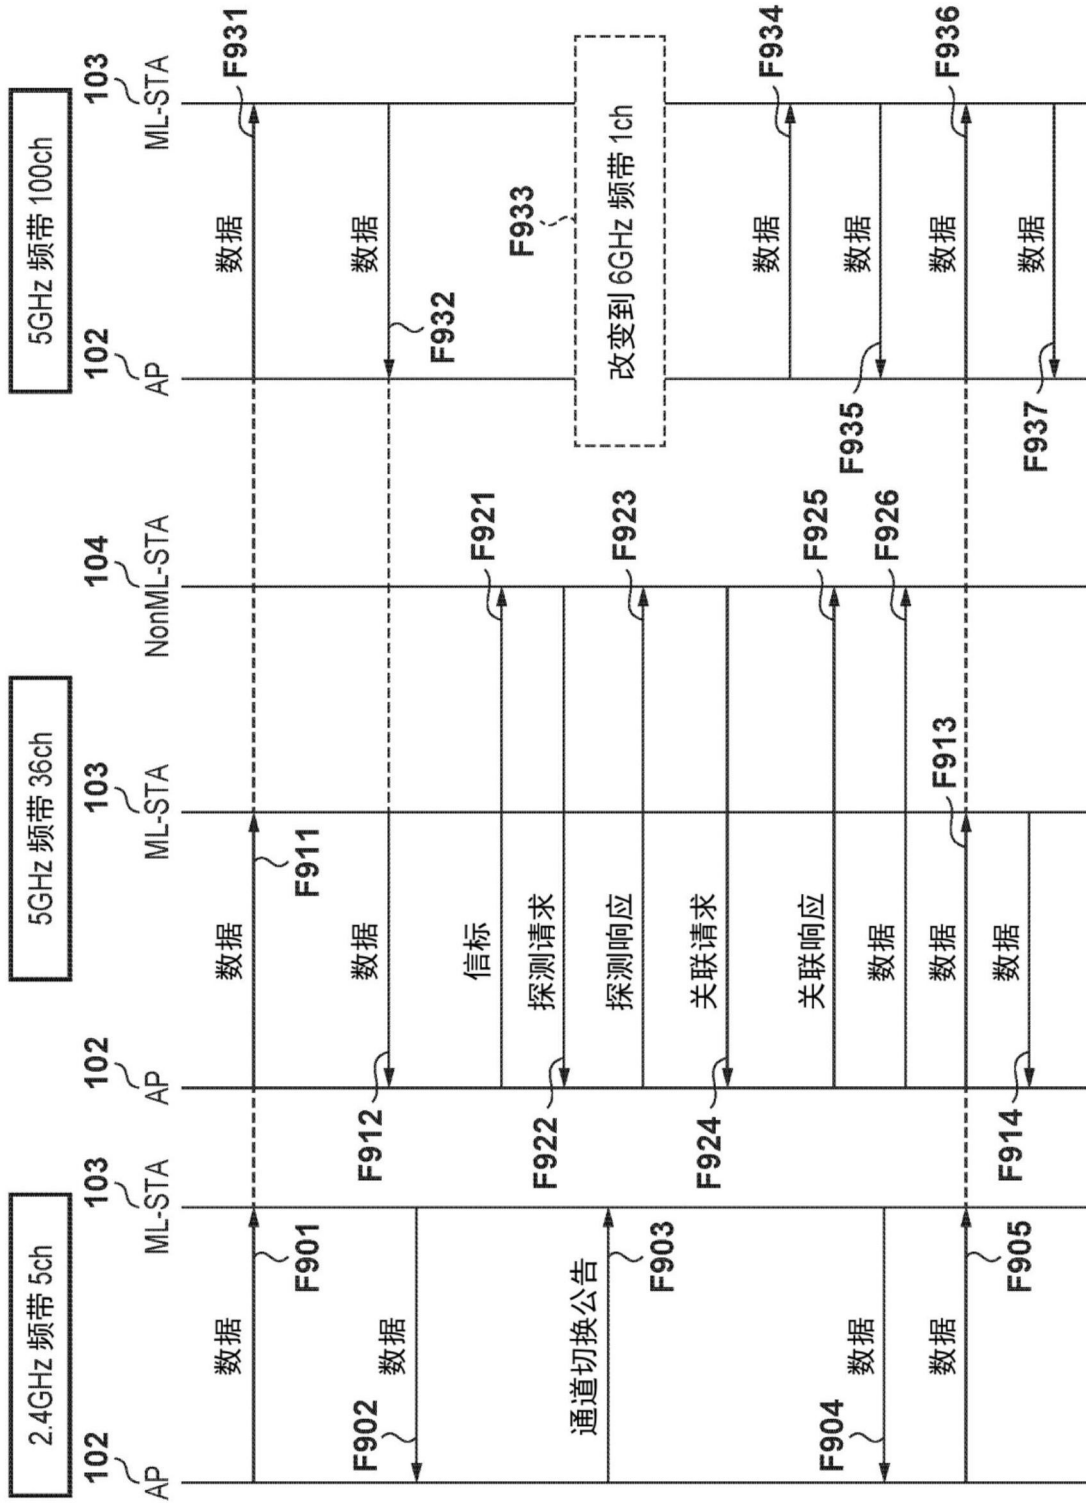 2.4GHz 频带 5ch
5GHz 频带 36ch
5GHz 频带 100ch
102
103
102
103
104
102
103
AP
ML-STA
AP
ML-STA
NonML-STA
AP
ML-STA
数据
F901
数据
F911
数据
F931
F902
数据
F912
数据
数据
F932
信标
F921
F922
探测请求
通道切换公告
F903
探测响应
F923
F933
改变到 6GHz 频带 1ch
F924
关联请求
数据
F934
关联响应
F925
F904
数据
数据
F926
F935
数据
数据
F905
数据
F913
数据
F936
F914
数据
F937